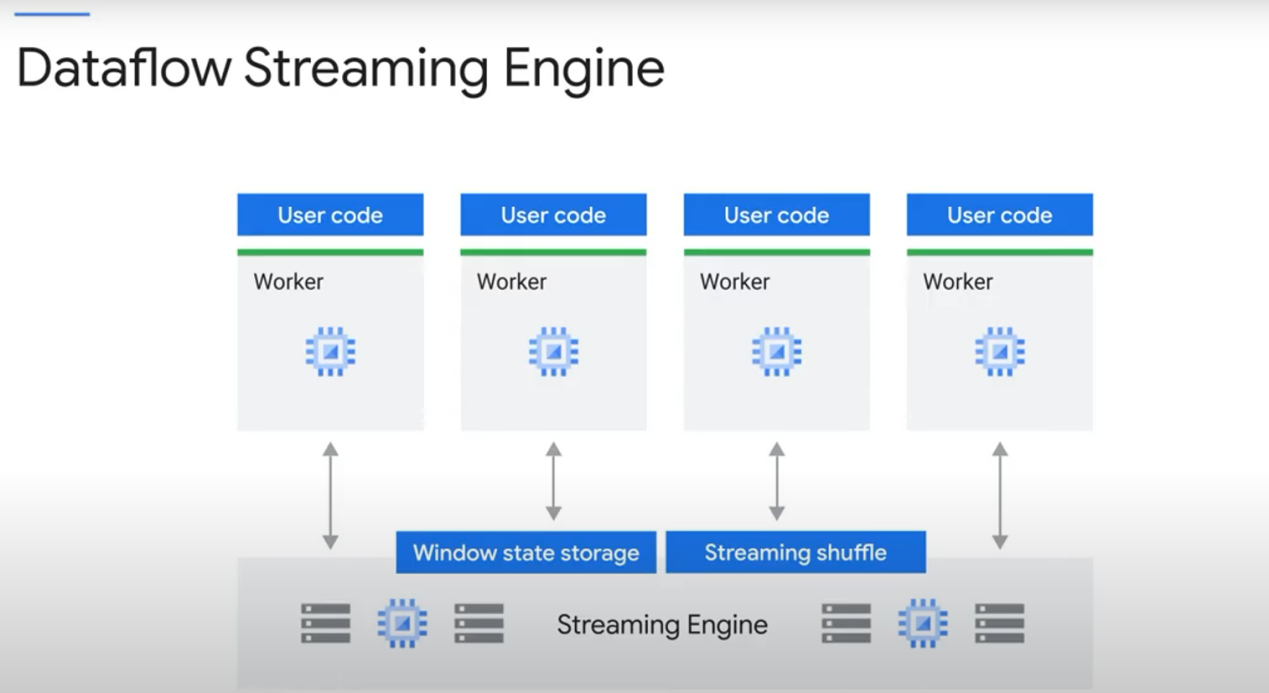 Dataflow Streaming Engine
User code
User code
User code
User code
Worker
Worker
Worker
Worker
Window state storage
Streaming shuffle
Streaming Engine